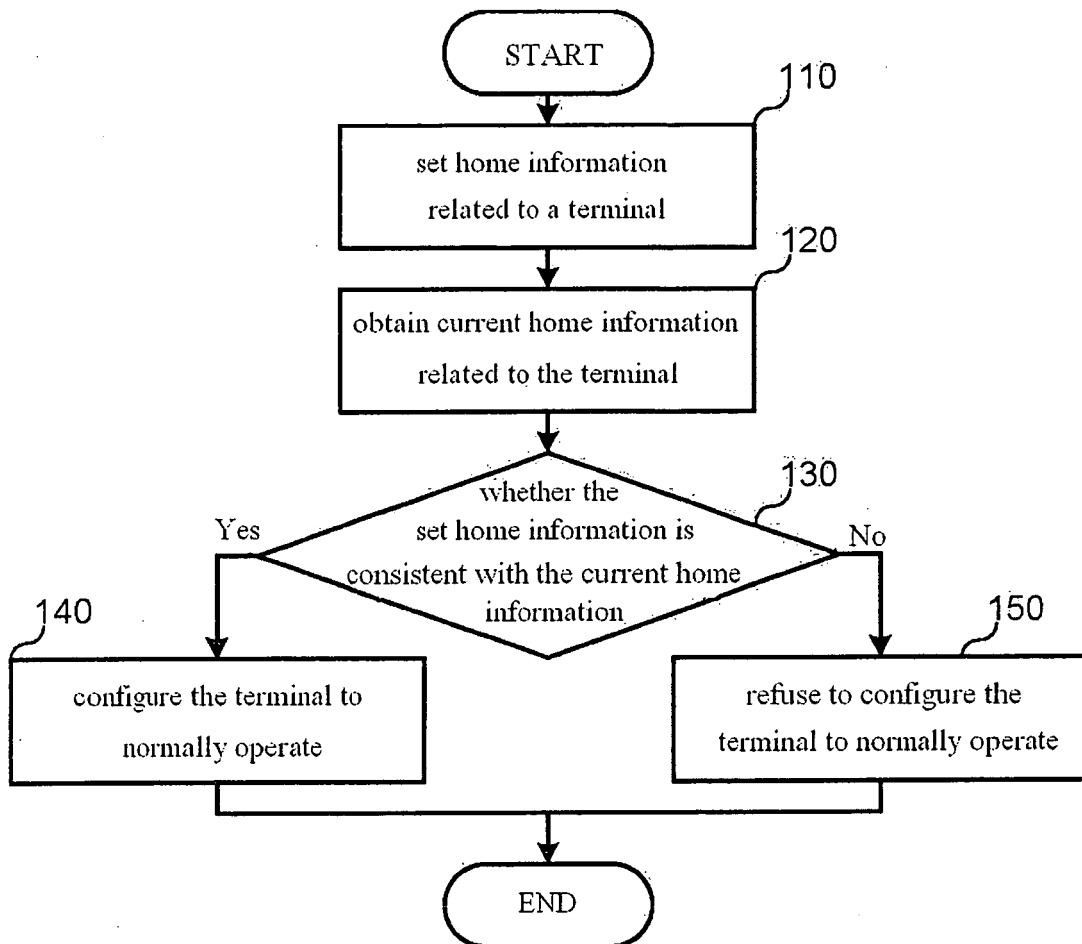 START
110
set home information
related to a terminal
120
obtain current home information
related to the terminal
130
whether the
set home information is
consistent with the current home
information
Yes
No
140
configure the terminal to
normally operate
150
refuse to configure the
terminal to normally operate
END